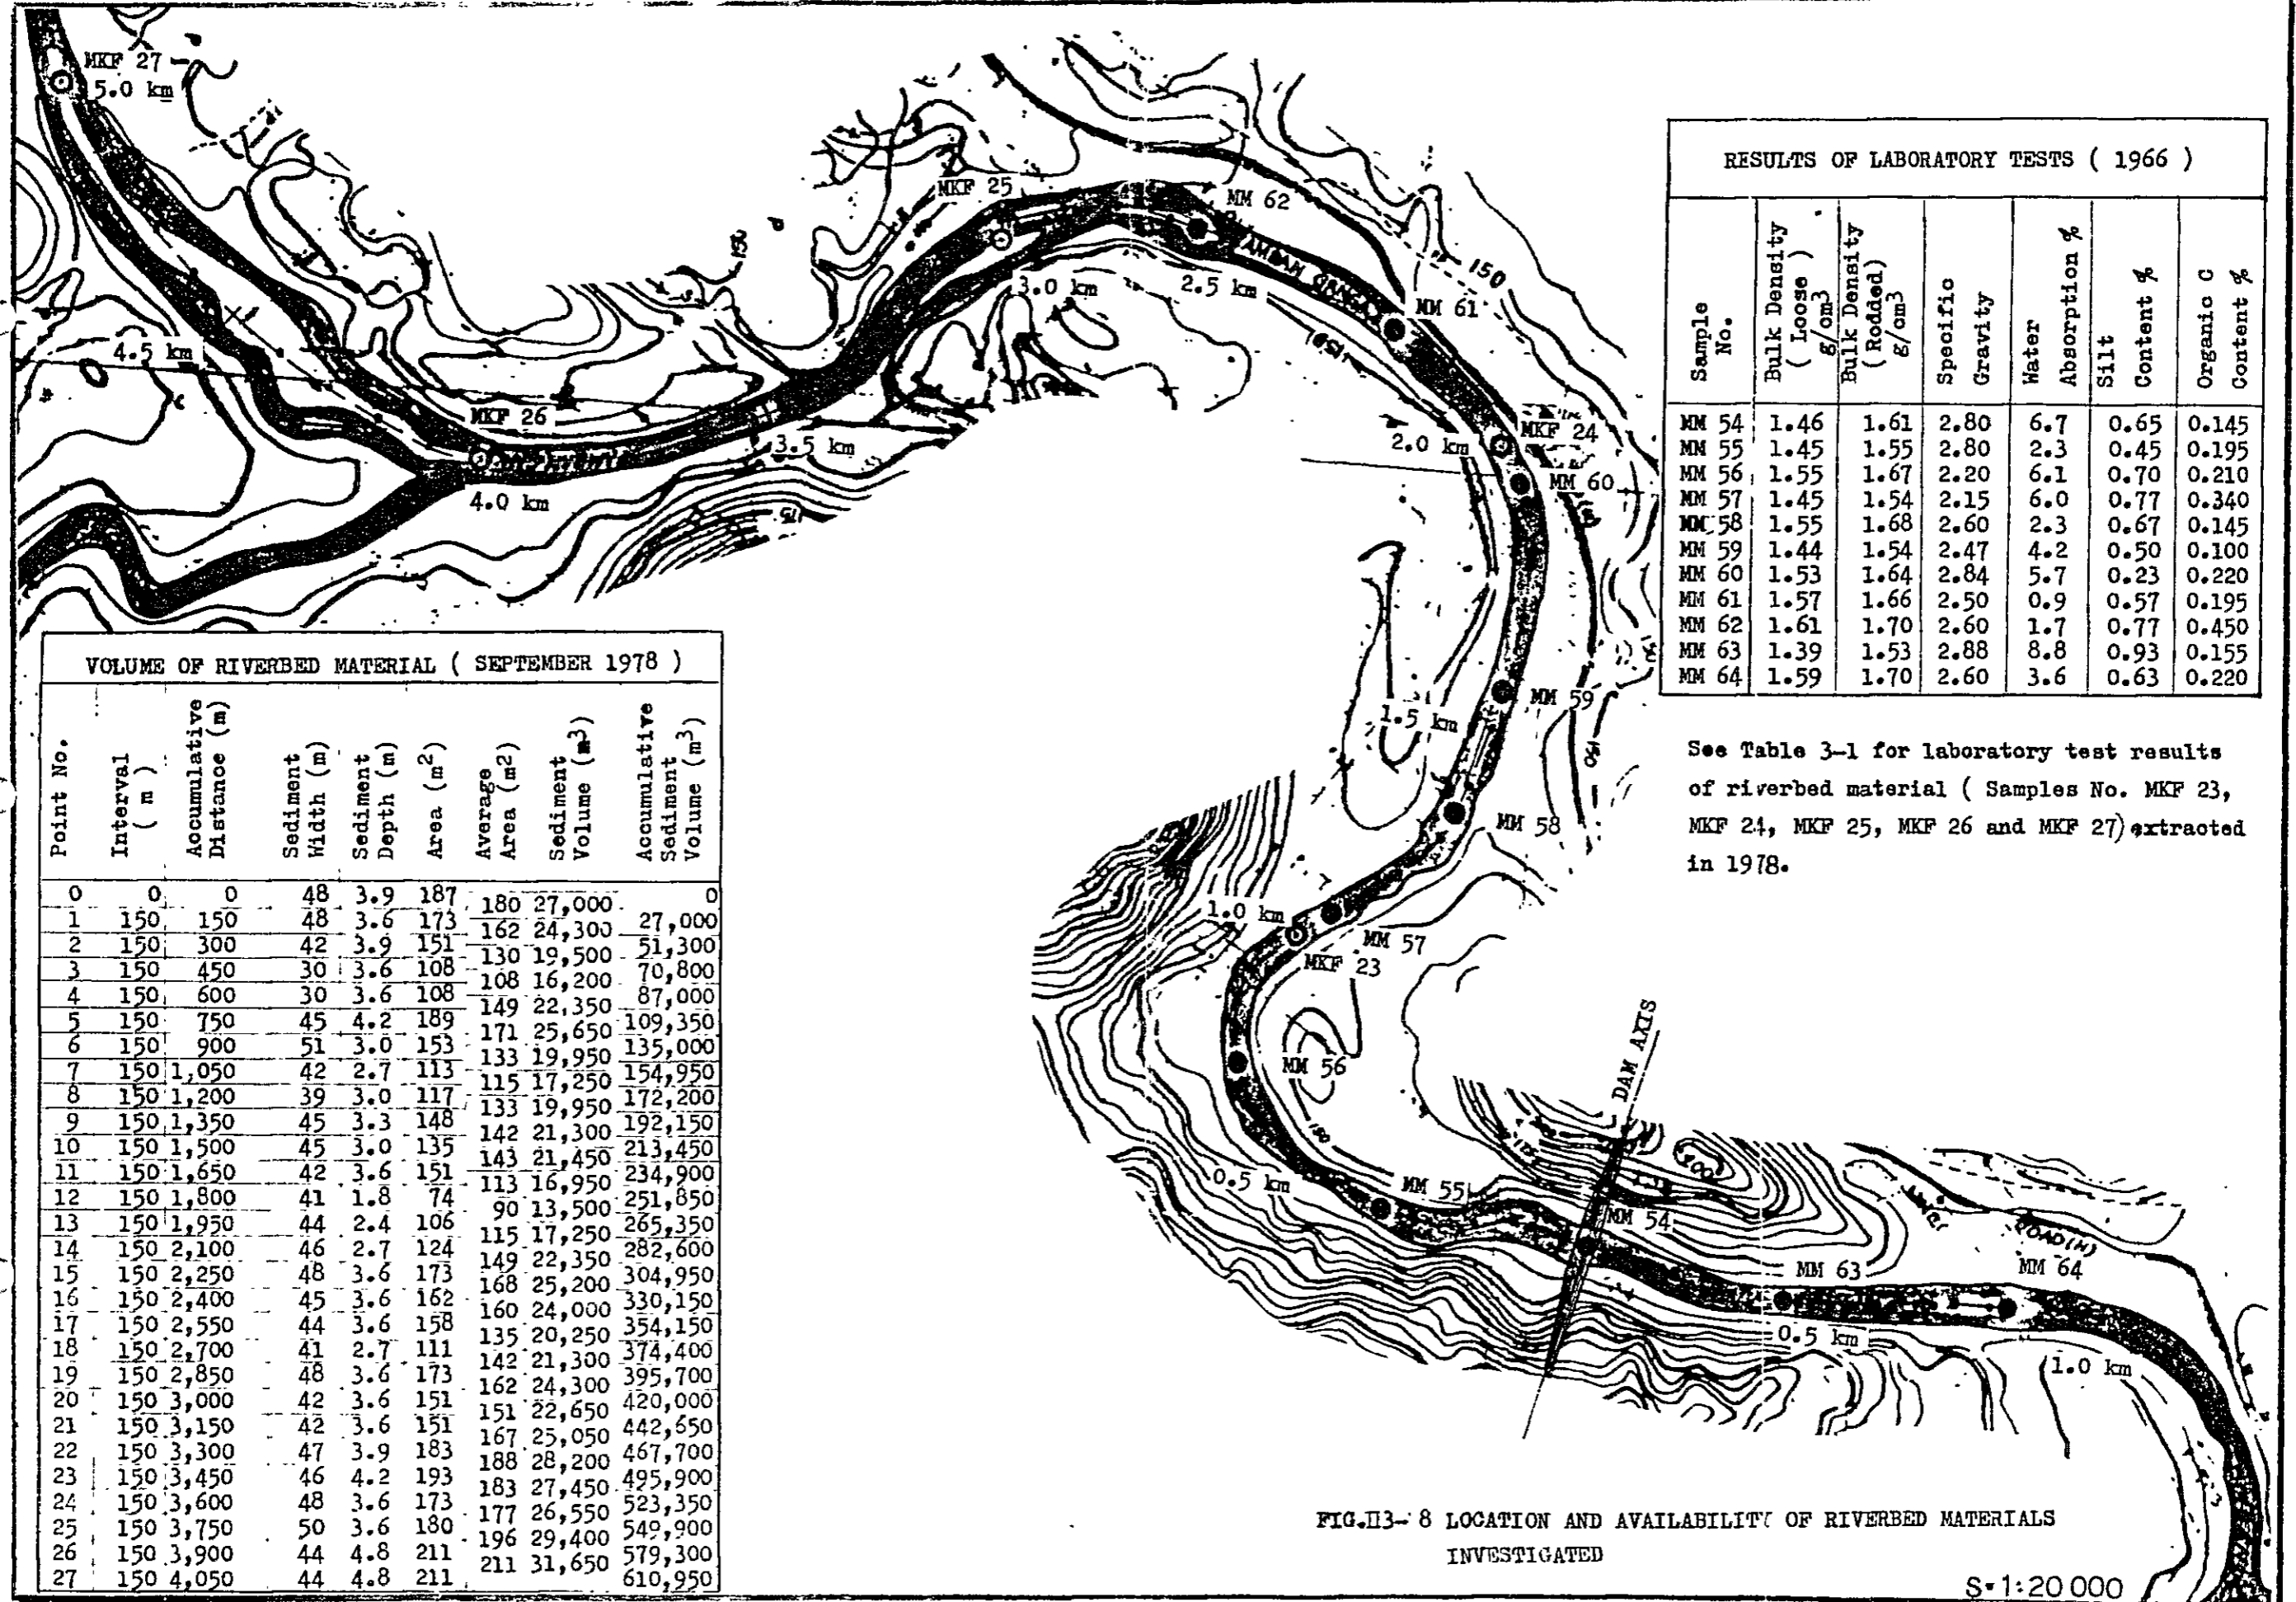 MKF 27
5.0 km
MKF 25
MM 62
AMBAN GANGA
150
150
3.0 km
2.5 km
MM 61
4.5 km
MKF 26
3.5 km
2.0 km
MKF 24
MM 60
4.0 km
MM 59
1.5 km
MM 58
1.0 km
MM 57
MKF 23
MM 56
DAM AXIS
0.5 km
MM 55
MM 54
MM 63
ROAD(H)
MM 64
0.5 km
1.0 km
RESULTS OF LABORATORY TESTS ( 1966 )
Sample No. Bulk Density ( Loose ) g/cm3 Bulk Density (Rodded) g/cm3 Specific Gravity Water Absorption % Silt Content % Organic C Content %
MM 54 1.46 1.61 2.80 6.7 0.65 0.145
MM 55 1.45 1.55 2.80 2.3 0.45 0.195
MM 56 1.55 1.67 2.20 6.1 0.70 0.210
MM 57 1.45 1.54 2.15 6.0 0.77 0.340
MM 58 1.55 1.68 2.60 2.3 0.67 0.145
MM 59 1.44 1.54 2.47 4.2 0.50 0.100
MM 60 1.53 1.64 2.84 5.7 0.23 0.220
MM 61 1.57 1.66 2.50 0.9 0.57 0.195
MM 62 1.61 1.70 2.60 1.7 0.77 0.450
MM 63 1.39 1.53 2.88 8.8 0.93 0.155
MM 64 1.59 1.70 2.60 3.6 0.63 0.220
See Table 3-1 for laboratory test results
of riverbed material ( Samples No. MKF 23,
MKF 24, MKF 25, MKF 26 and MKF 27) extracted
in 1978.
VOLUME OF RIVERBED MATERIAL ( SEPTEMBER 1978 )
Point No. Interval ( m ) Accumulative Distance (m) Sediment Width (m) Sediment Depth (m) Area (m2) Average Area (m2) Sediment Volume (m3) Accumulative Sediment Volume (m3)
0 0 0 48 3.9 187 0
180 27,000
1 150 150 48 3.6 173 27,000
162 24,300
2 150 300 42 3.9 151 51,300
130 19,500
3 150 450 30 3.6 108 70,800
108 16,200
4 150 600 30 3.6 108 87,000
149 22,350
5 150 750 45 4.2 189 109,350
171 25,650
6 150 900 51 3.0 153 135,000
133 19,950
7 150 1,050 42 2.7 113 154,950
115 17,250
8 150 1,200 39 3.0 117 172,200
133 19,950
9 150 1,350 45 3.3 148 192,150
142 21,300
10 150 1,500 45 3.0 135 213,450
143 21,450
11 150 1,650 42 3.6 151 234,900
113 16,950
12 150 1,800 41 1.8 74 251,850
90 13,500
13 150 1,950 44 2.4 106 265,350
115 17,250
14 150 2,100 46 2.7 124 282,600
149 22,350
15 150 2,250 48 3.6 173 304,950
168 25,200
16 150 2,400 45 3.6 162 330,150
160 24,000
17 150 2,550 44 3.6 158 354,150
135 20,250
18 150 2,700 41 2.7 111 374,400
142 21,300
19 150 2,850 48 3.6 173 395,700
162 24,300
20 150 3,000 42 3.6 151 420,000
151 22,650
21 150 3,150 42 3.6 151 442,650
167 25,050
22 150 3,300 47 3.9 183 467,700
188 28,200
23 150 3,450 46 4.2 193 495,900
183 27,450
24 150 3,600 48 3.6 173 523,350
177 26,550
25 150 3,750 50 3.6 180 549,900
196 29,400
26 150 3,900 44 4.8 211 579,300
211 31,650
27 150 4,050 44 4.8 211 610,950
FIG.II3-8 LOCATION AND AVAILABILITY OF RIVERBED MATERIALS
INVESTIGATED
S=1:20 000